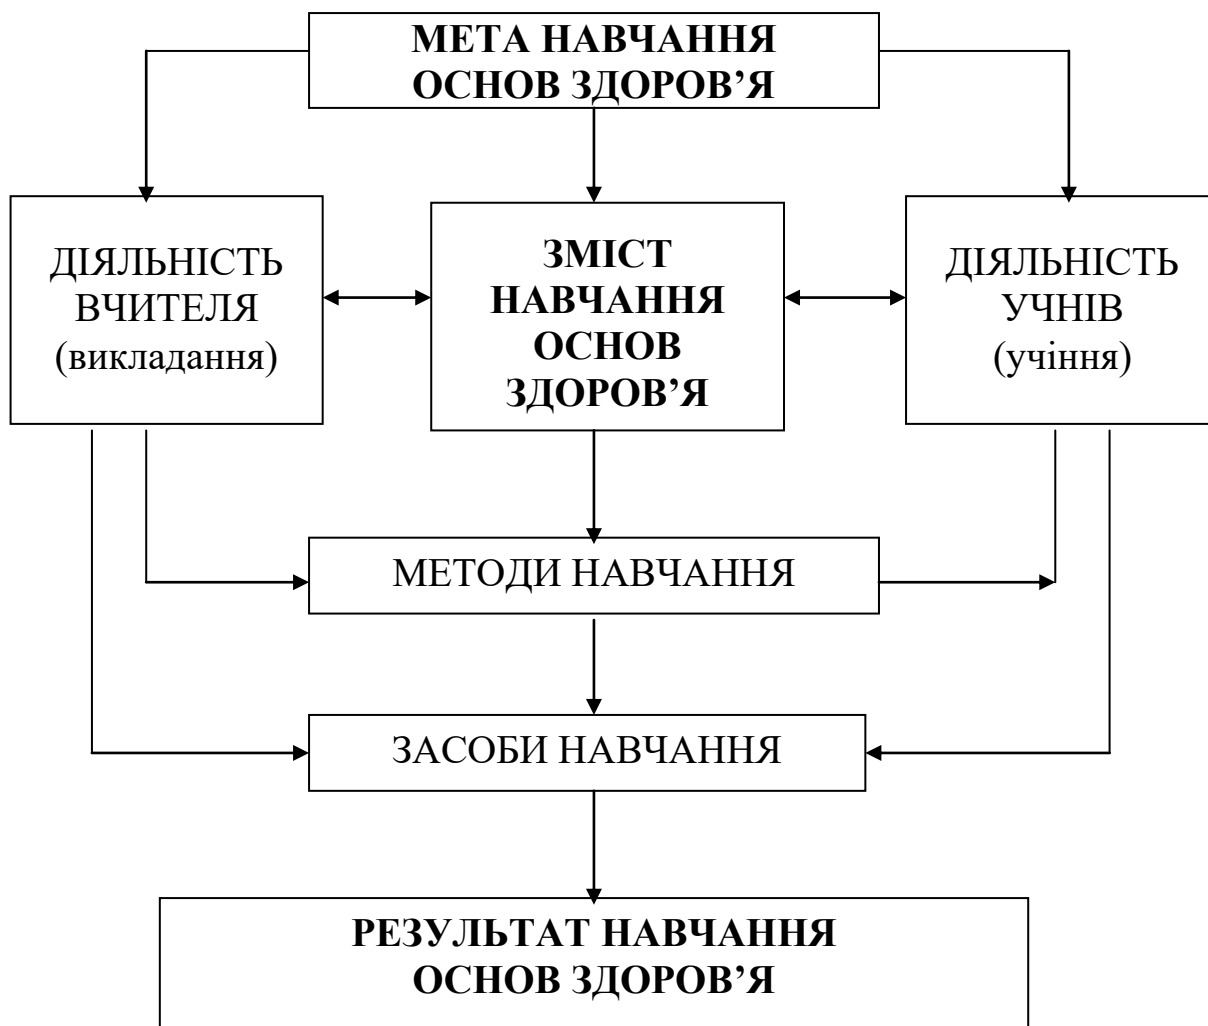 МЕТА НАВЧАННЯ
ОСНОВ ЗДОРОВ’Я
ДІЯЛЬНІСТЬ
ВЧИТЕЛЯ
(викладання)
ЗМІСТ
НАВЧАННЯ
ОСНОВ
ЗДОРОВ’Я
ДІЯЛЬНІСТЬ
УЧНІВ
(учіння)
МЕТОДИ НАВЧАННЯ
ЗАСОБИ НАВЧАННЯ
РЕЗУЛЬТАТ НАВЧАННЯ
ОСНОВ ЗДОРОВ’Я